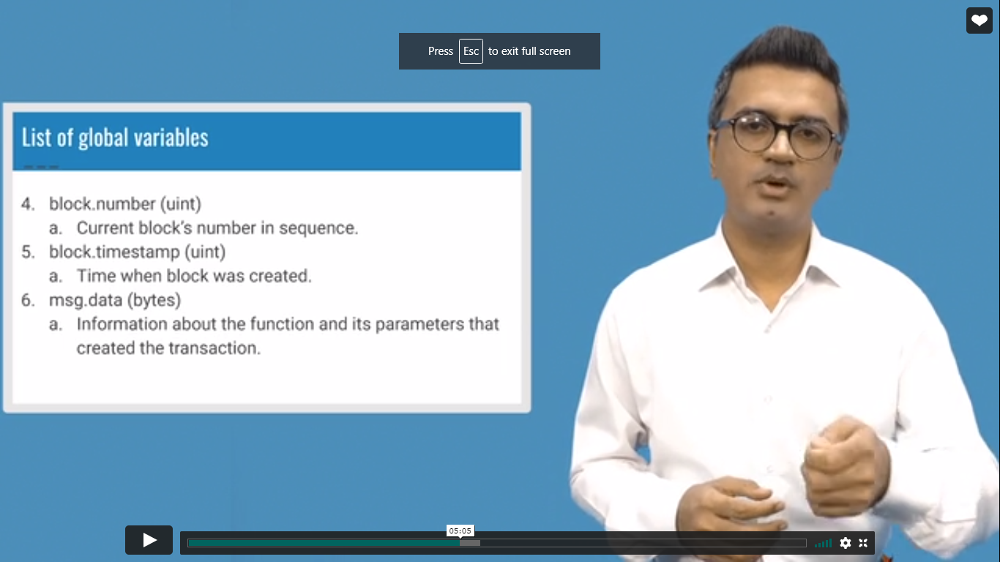 Press Esc to exit full screen
List of global variables
4. block.number (uint)
a. Current block's number in sequence.
5. block.timestamp (uint)
a. Time when block was created.
6. msg.data (bytes)
a. Information about the function and its parameters that
created the transaction.
05:05